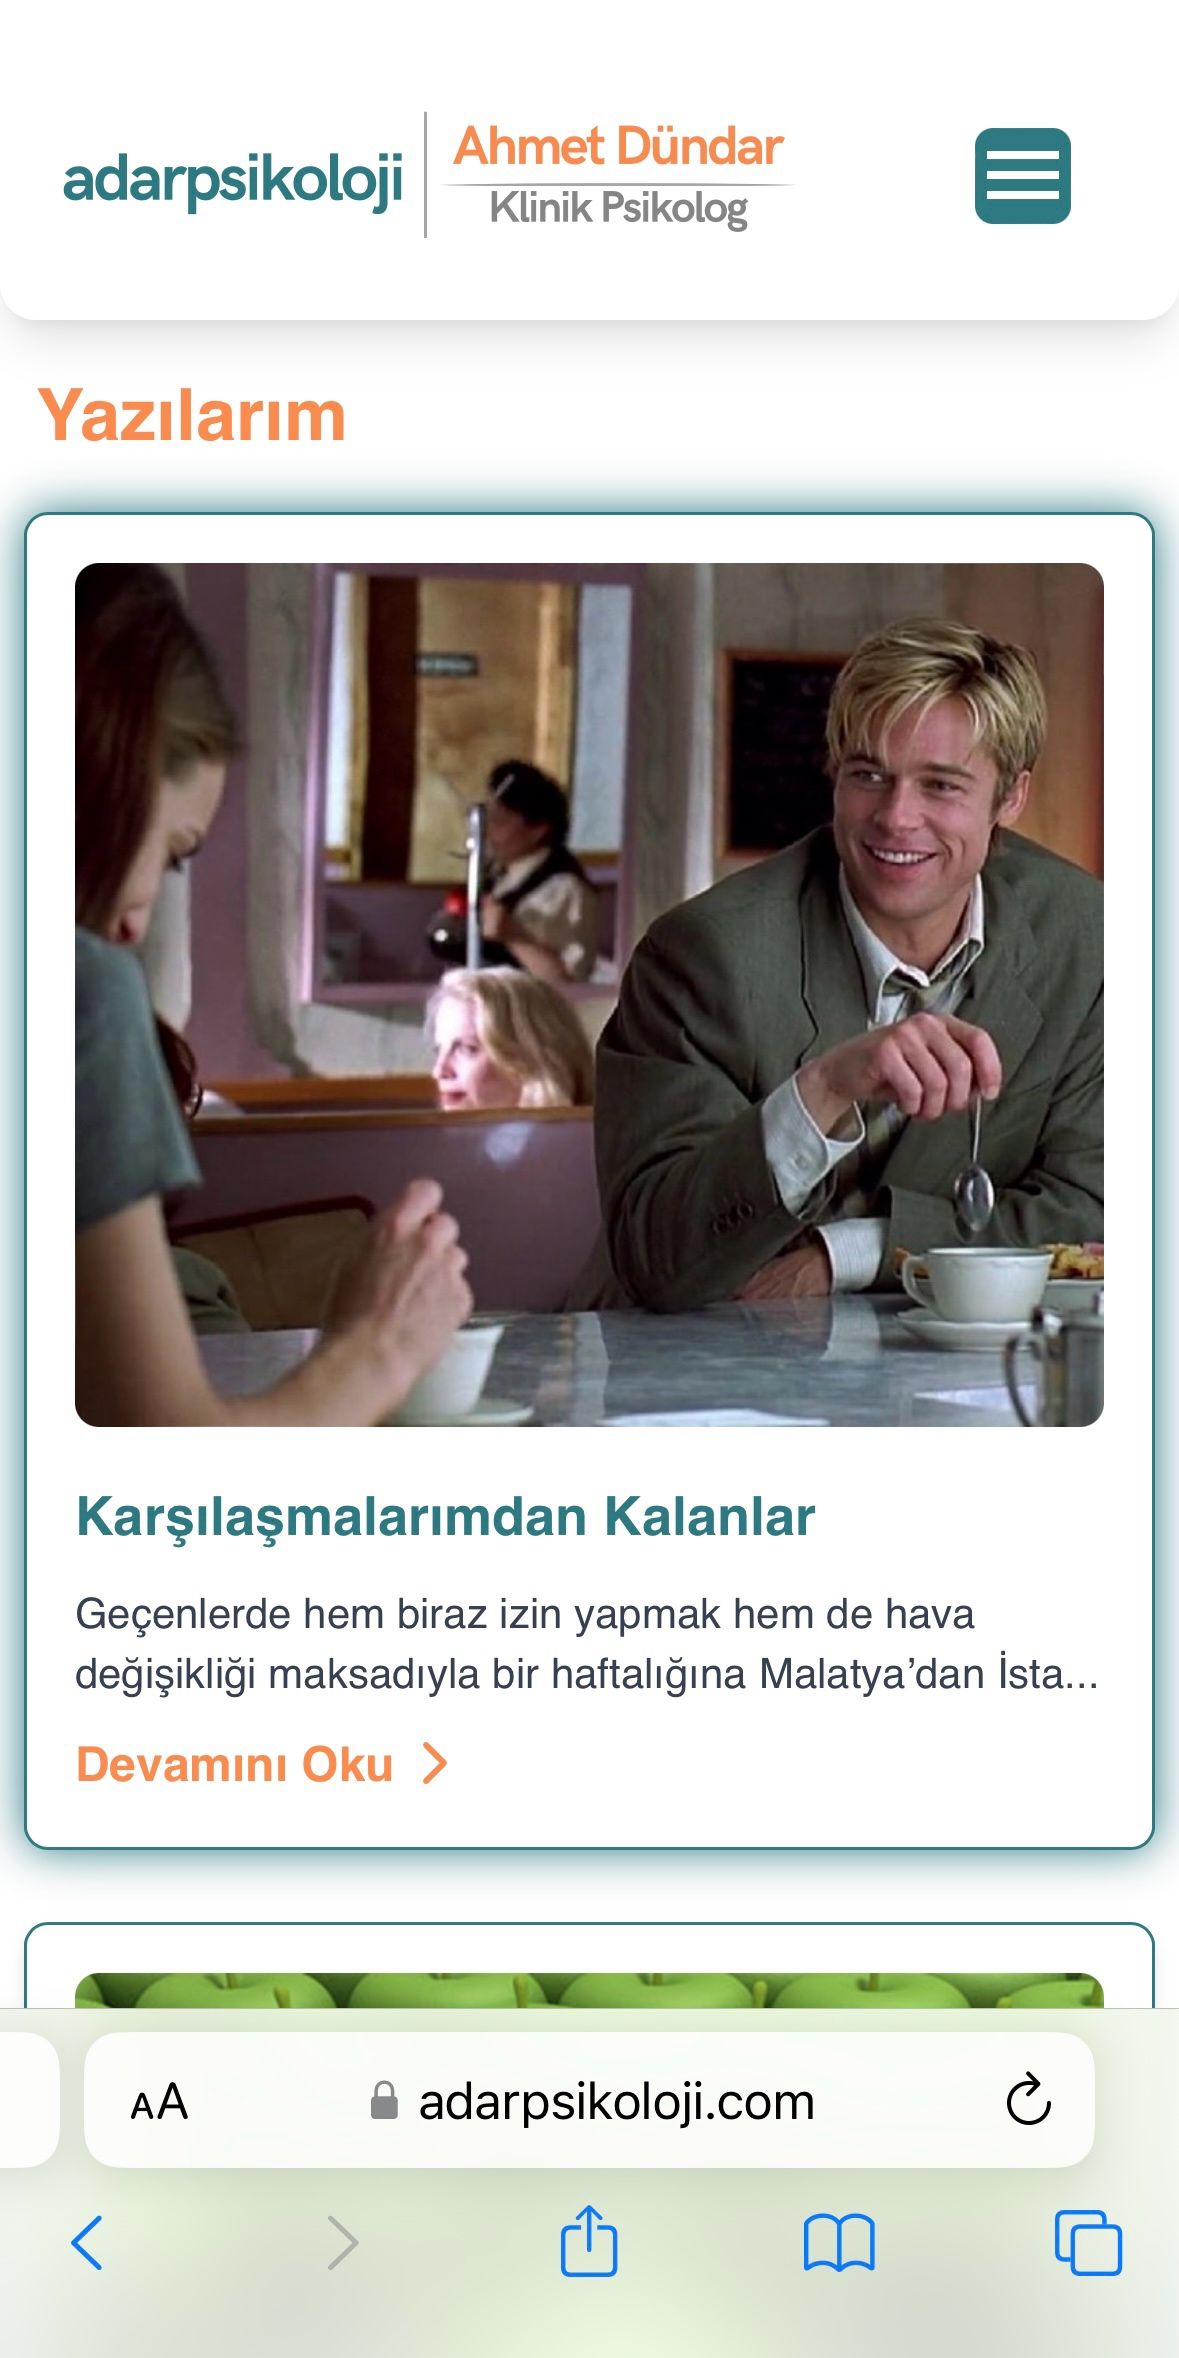 adarpsikoloji
Ahmet Dündar
Klinik Psikolog
Yazılarım
Karşılaşmalarımdan Kalanlar
Geçenlerde hem biraz izin yapmak hem de hava
değişikliği maksadıyla bir haftalığına Malatya’dan İsta...
Devamını Oku
AA
adarpsikoloji.com